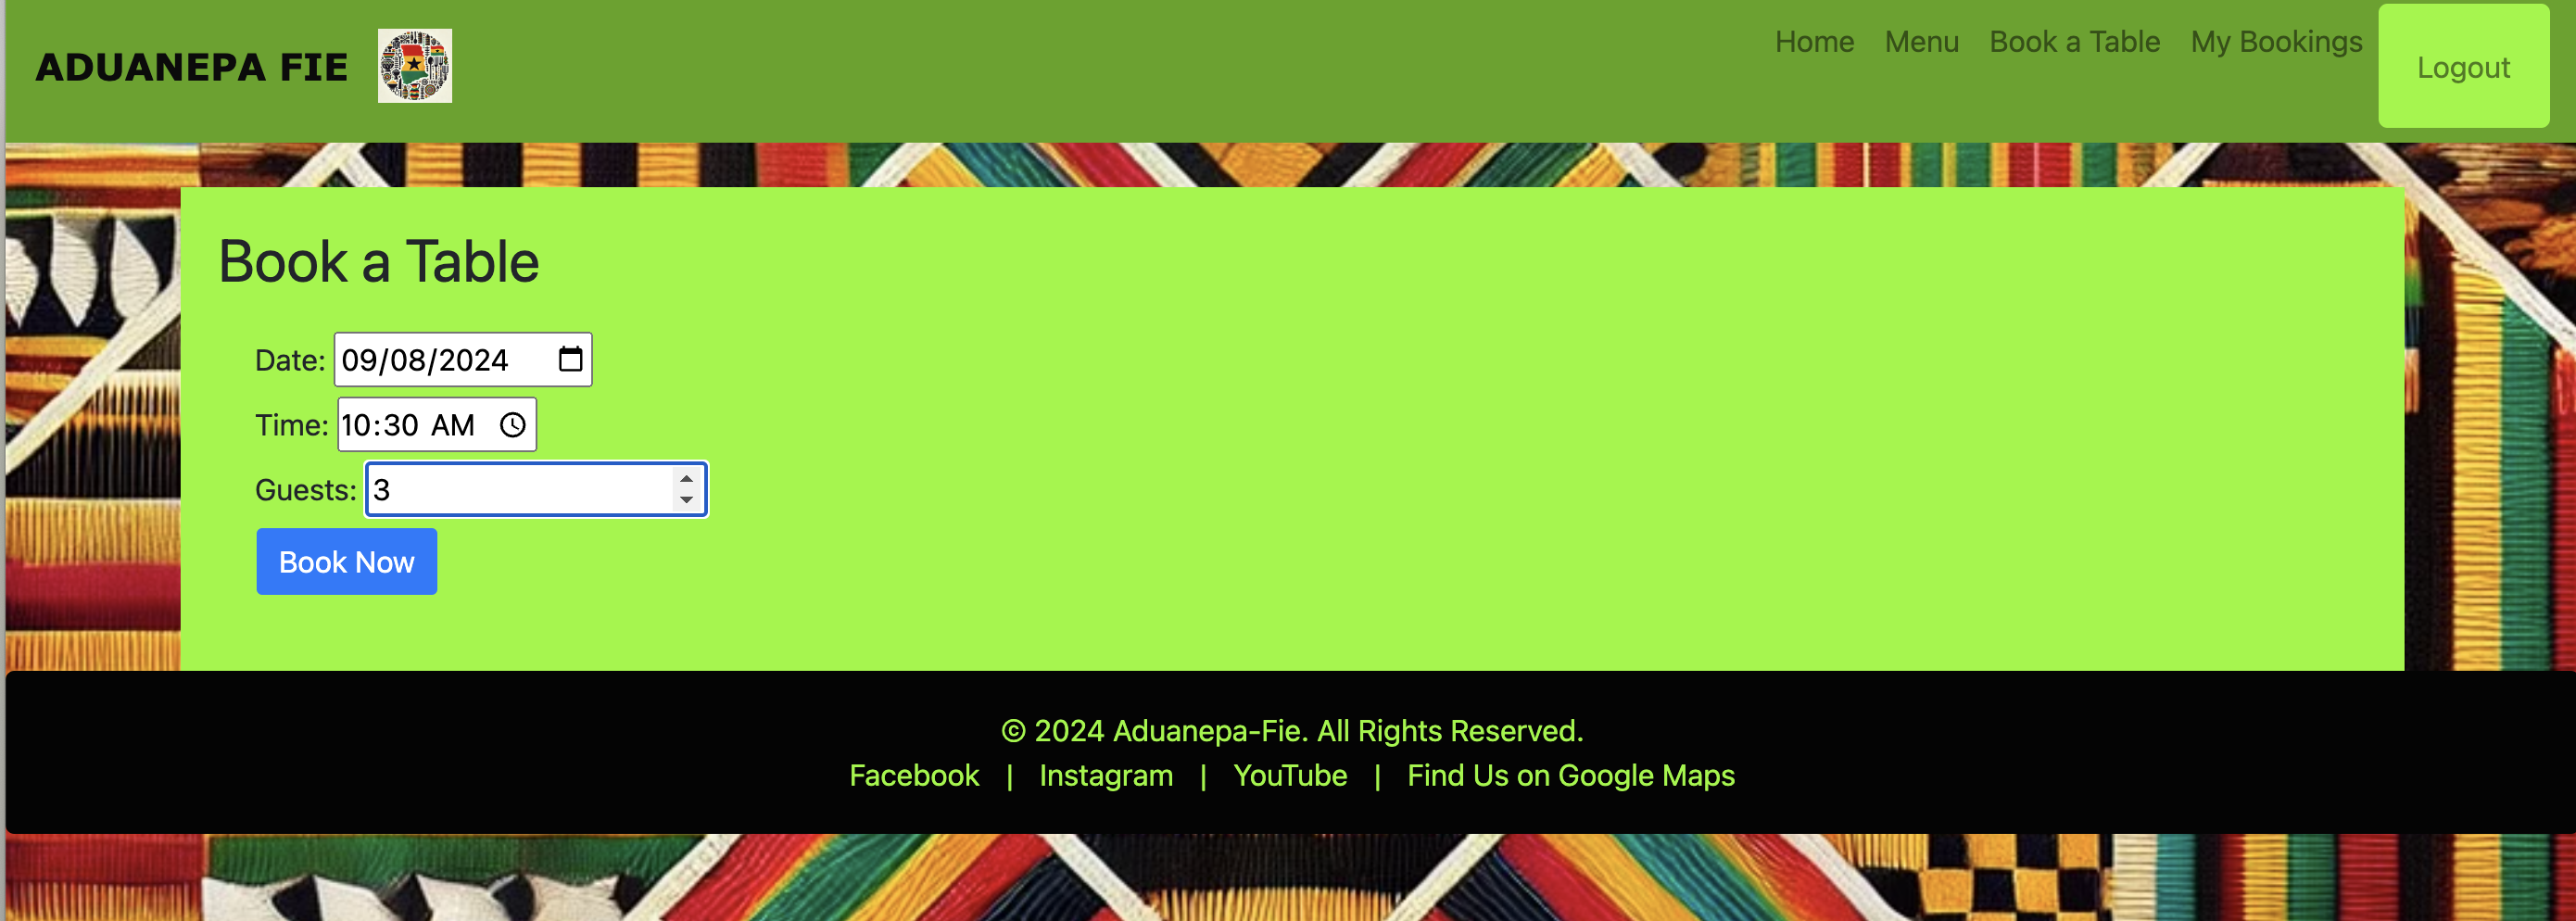 ADUANEPA FIE
Home Menu Book a Table My Bookings Logout
Book a Table
Date: 09/08/2024
Time: 10:30 AM
Guests: 3
Book Now
© 2024 Aduanepa-Fie. All Rights Reserved.
Facebook | Instagram | YouTube | Find Us on Google Maps